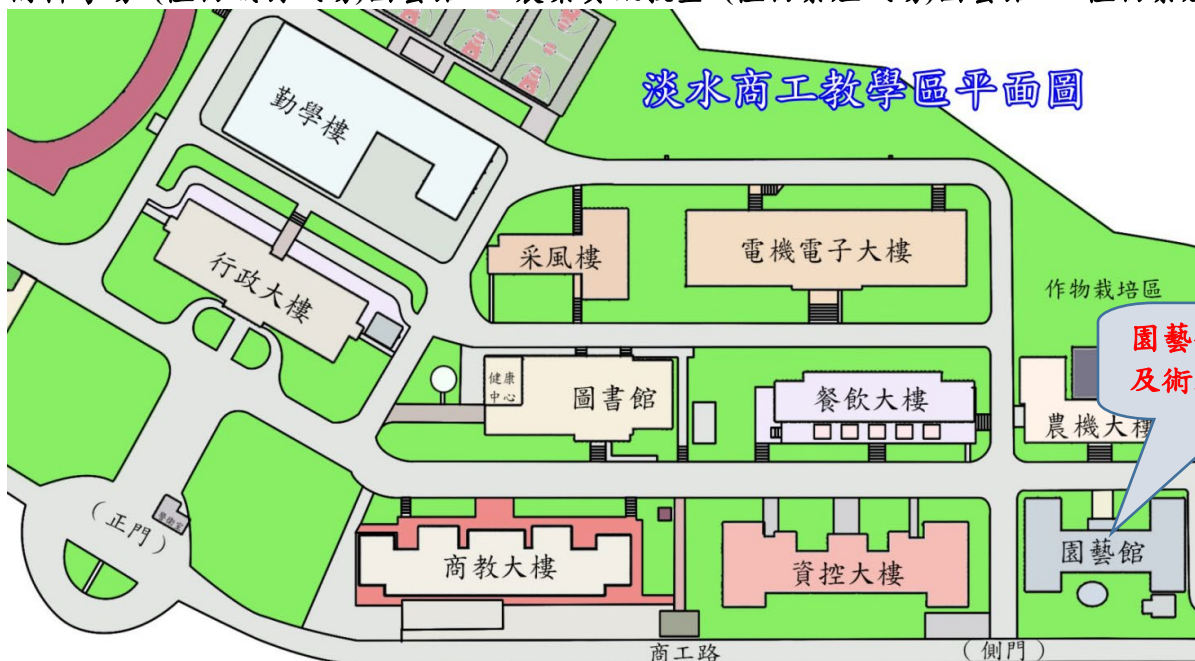 淡水商工教學區平面圖
勤學樓
行政大樓
采風樓
電機電子大樓
作物栽培區
園藝
及術
健康
中心
圖書館
餐飲大樓
農機大樓
(正門)
警衛室
商教大樓
資控大樓
園藝館
商工路
(側門)